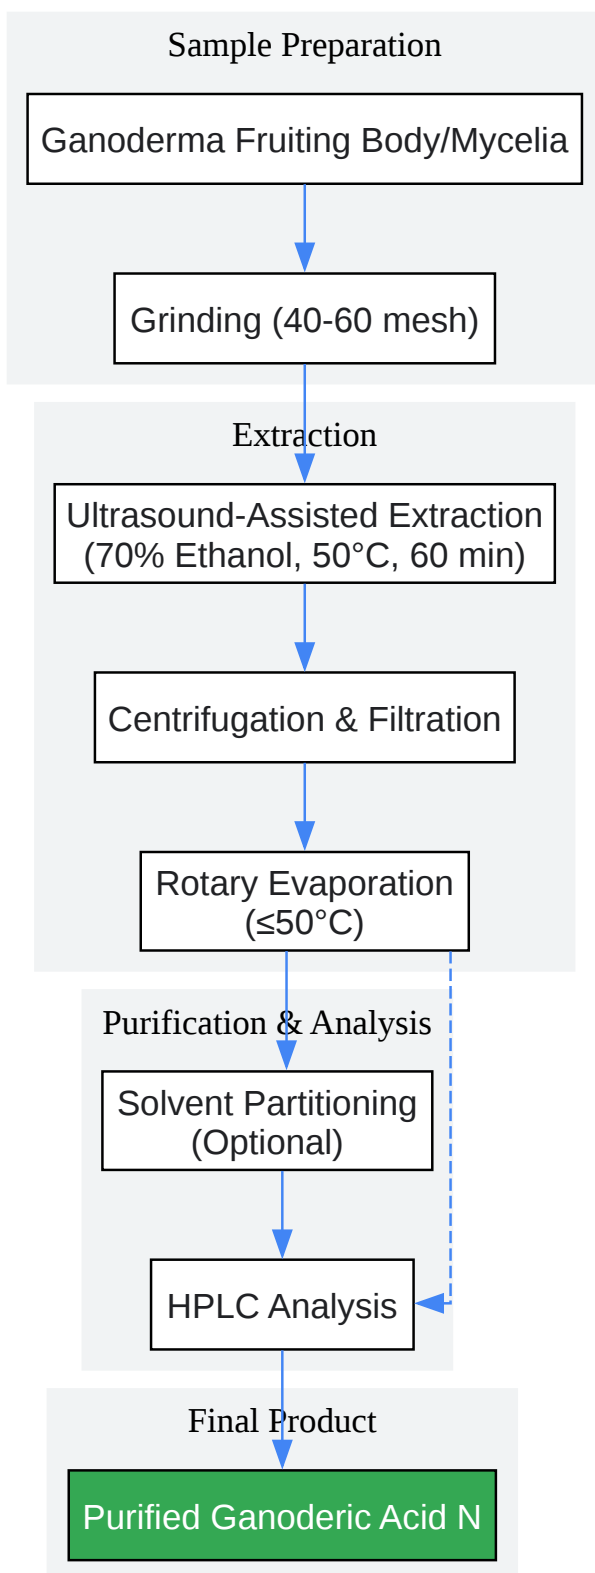 Sample Preparation
Ganoderma Fruiting Body/Mycelia
Grinding (40-60 mesh)
Extraction
Ultrasound-Assisted Extraction
(70% Ethanol, 50°C, 60 min)
Centrifugation & Filtration
Rotary Evaporation
(≤50°C)
Purification & Analysis
Solvent Partitioning
(Optional)
HPLC Analysis
Final Product
Purified Ganoderic Acid N